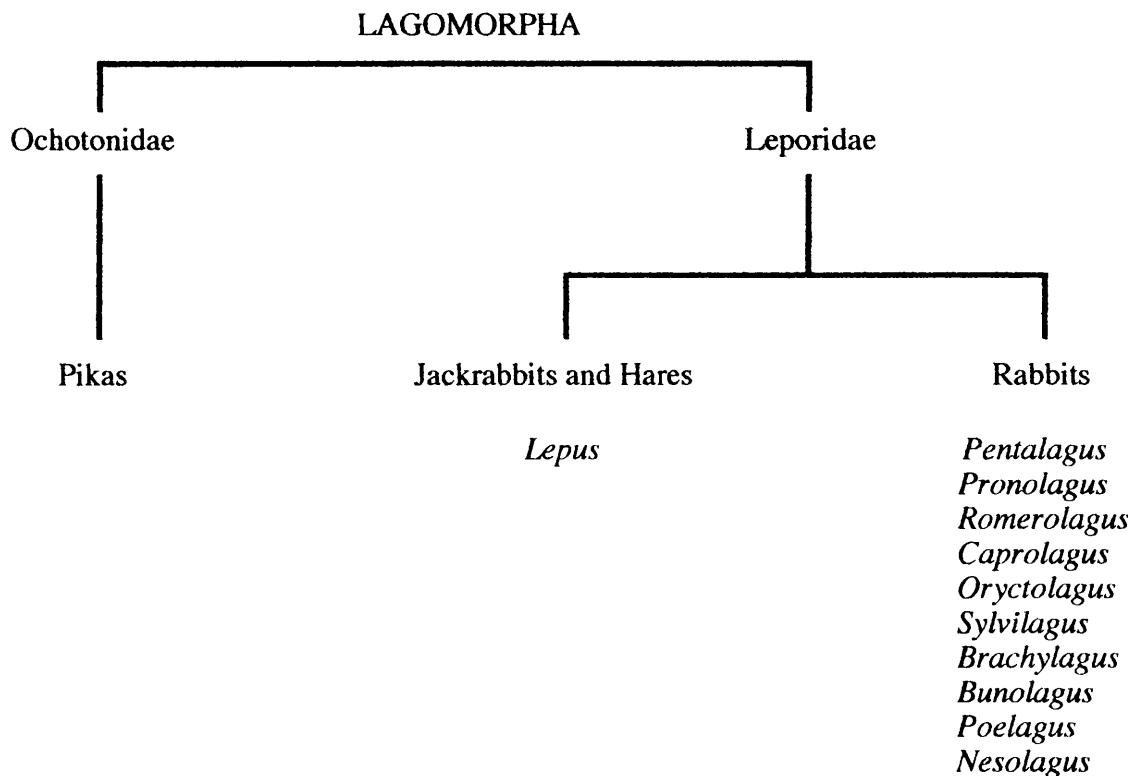 LAGOMORPHA
Ochotonidae
Leporidae
Pikas
Jackrabbits and Hares
Rabbits
Lepus
Pentalagus
Pronolagus
Romerolagus
Caprolagus
Oryctolagus
Sylvilagus
Brachylagus
Bunolagus
Poelagus
Nesolagus